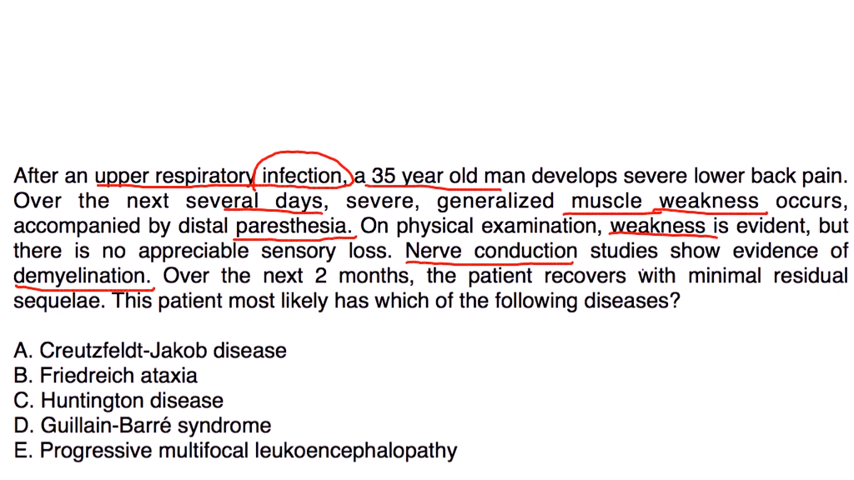 After an upper respiratory infection, a 35 year old man develops severe lower back pain.
Over the next several days, severe, generalized muscle weakness occurs,
accompanied by distal paresthesia. On physical examination, weakness is evident, but
there is no appreciable sensory loss. Nerve conduction studies show evidence of
demyelination. Over the next 2 months, the patient recovers with minimal residual
sequelae. This patient most likely has which of the following diseases?
A. Creutzfeldt-Jakob disease
B. Friedreich ataxia
C. Huntington disease
D. Guillain-Barré syndrome
E. Progressive multifocal leukoencephalopathy